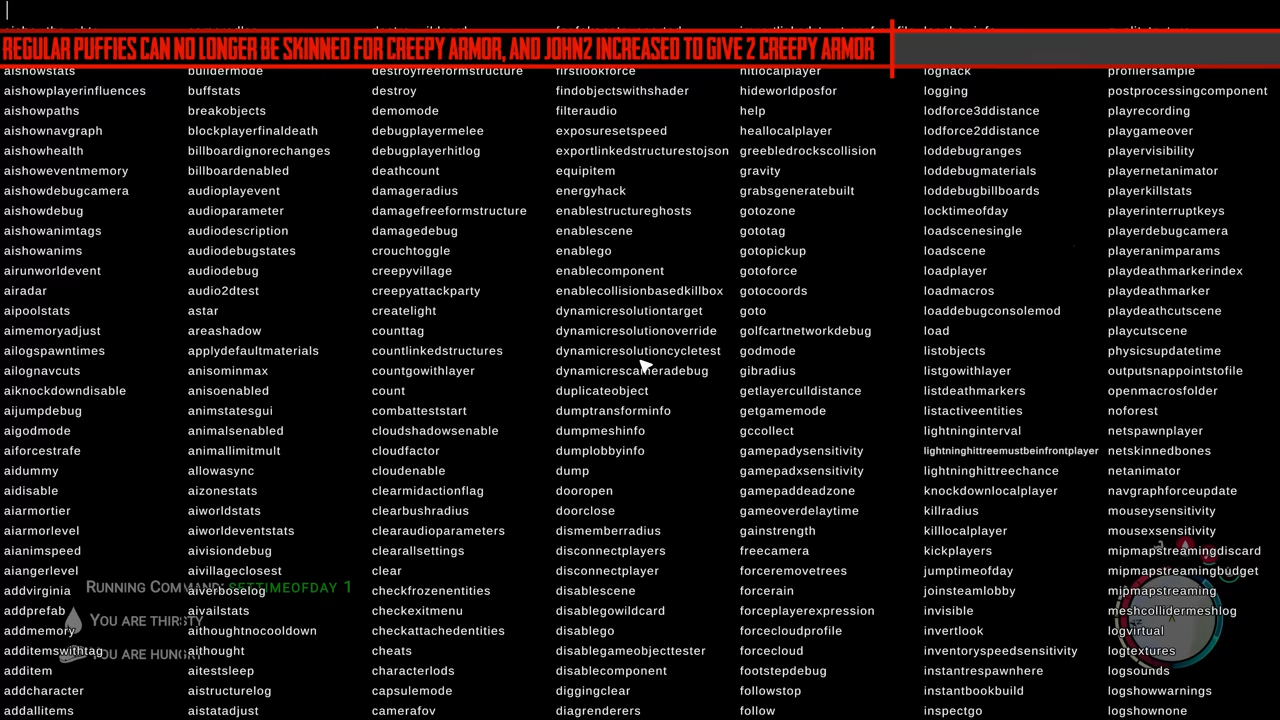 REGULAR PUFFIES CAN NO LONGER BE SKINNED FOR CREEPY ARMOR, AND JOHN2 INCREASED TO GIVE 2 CREEPY ARMOR
aishowstats buildermode destroyfreeformstructure firstlookforce hitlocalplayer loghack profilersample
aishowplayerinfluences buffstats destroy findobjectswithshader hideworldposfor logging postprocessingcomponent
aishowpaths breakobjects demomode filteraudio help lodforce3ddistance playrecording
aishownavgraph blockplayerfinaldeath debugplayermelee exposuresetspeed heallocalplayer lodforce2ddistance playgameover
aishowhealth billboardignorechanges debugplayerhitlog exportlinkedstructurestojson greebledrockscollision loddebugranges playervisibility
aishoweventmemory billboardenabled deathcount equipitem gravity loddebugmaterials playernetanimator
aishowdebugcamera audioplayevent damageradius energyhack grabsgeneratebuilt loddebugbillboards playerkillstats
aishowdebug audioparameter damagefreeformstructure enablestructureghosts gotozone locktimeofday playerinterruptkeys
aishowanimtags audiodescription damagedebug enablescene gototag loadscenesingle playerdebugcamera
aishowanims audiodebugstates crouchtoggle enablego gotopickup loadscene playeranimparams
airunworldevent audiodebug creepyvillage enablecomponent gotoforce loadplayer playdeathmarkerindex
airadar audio2dtest creepyattackparty enablecollisionbasedkillbox gotocoords loadmacros playdeathmarker
aipoolstats astar createlight dynamicresolutiontarget goto loaddebugconsolemod playdeathcutscene
aimemoryadjust areashadow counttag dynamicresolutionoverride golfcartnetworkdebug load playcutscene
ailogspawntimes applydefaultmaterials countlinkedstructures dynamicresolutioncycletest godmode listobjects physicsupdatetime
ailognavcuts anisominmax countgowithlayer dynamicrescameradebug gibradius listgowithlayer outputsnappointstofile
aiknockdowndisable anisoenabled count duplicateobject getlayerculldistance listdeathmarkers openmacrosfolder
aijumpdebug animstatesgui combatteststart dumptransforminfo getgamemode listactiveentities noforest
aigodmode animalsenabled cloudshadowsenable dumpmeshinfo gccollect lightninginterval netspawnplayer
aiforcestrafe animallimitmult cloudfactor dumplobbyinfo gamepadysensitivity lightninghittreemustbeinfrontplayer netskinnedbones
aidummy allowasync cloudenable dump gamepadxsensitivity lightninghittreechance netanimator
aidisable aizonestats clearmidactionflag dooropen gamepaddeadzone knockdownlocalplayer navgraphforceupdate
aiarmortier aiworldstats clearbushradius doorclose gameoverdelaytime killradius mouseysensitivity
aiarmorlevel aiworldeventstats clearaudioparameters dismemberradius gainstrength killlocalplayer mousexsensitivity
aianimspeed aivisiondebug clearallsettings disconnectplayers freecamera kickplayers mipmapstreamingdiscard
aiangerlevel aivillageclosest clear disconnectplayer forceremovetrees jumptimeofday mipmapstreamingbudget
RUNNING COMMAND: SETTIMEOFDAY 1
addvirginia aiverboselog checkfrozenentities disablescene forcerain joinsteamlobby mipmapstreaming
addprefab aivailstats checkexitmenu disablegowildcard forceplayerexpression invisible meshcollidermeshlog
YOU ARE THIRSTY
addmemory aithoughtnocooldown checkattachedentities disablego forcecloudprofile invertlook logvirtual
additemswithtag aithought cheats disablegameobjecttester forcecloud inventoryspeedsensitivity logtextures
YOU ARE HUNGRY
additem aitestsleep characterlods disablecomponent footstepdebug instantrespawnhere logsounds
addcharacter aistructurelog capsulemode diggingclear followstop instantbookbuild logshowwarnings
addallitems aistatadjust camerafov diagrenderers follow inspectgo logshownone